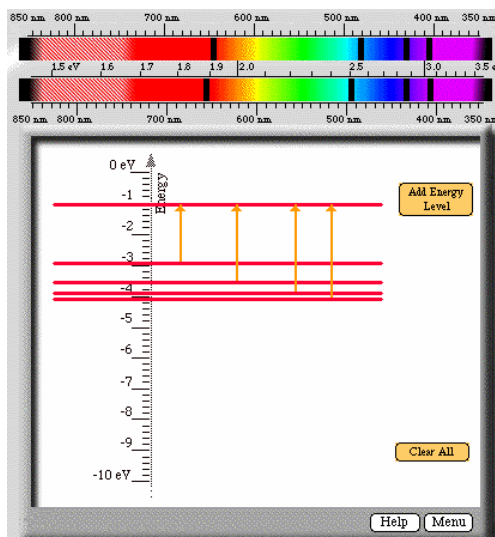 850 nm 800 nm 700 nm 600 nm 500 nm 400 nm 350 nm
1.5 eV 1.6 1.7 1.8 1.9 2.0 2.5 3.0 3.5 eV
850 nm 800 nm 700 nm 600 nm 500 nm 400 nm 350 nm
0 eV
Energy
-1
-2
-3
-4
-5
-6
-7
-8
-9
-10 eV
Add Energy
Level
Clear All
Help Menu